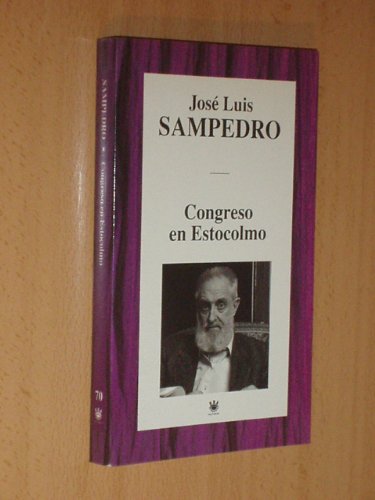 José Luis
SAMPEDRO
Congreso
en Estocolmo
SAMPEDRO • Congreso en Estocolmo
70